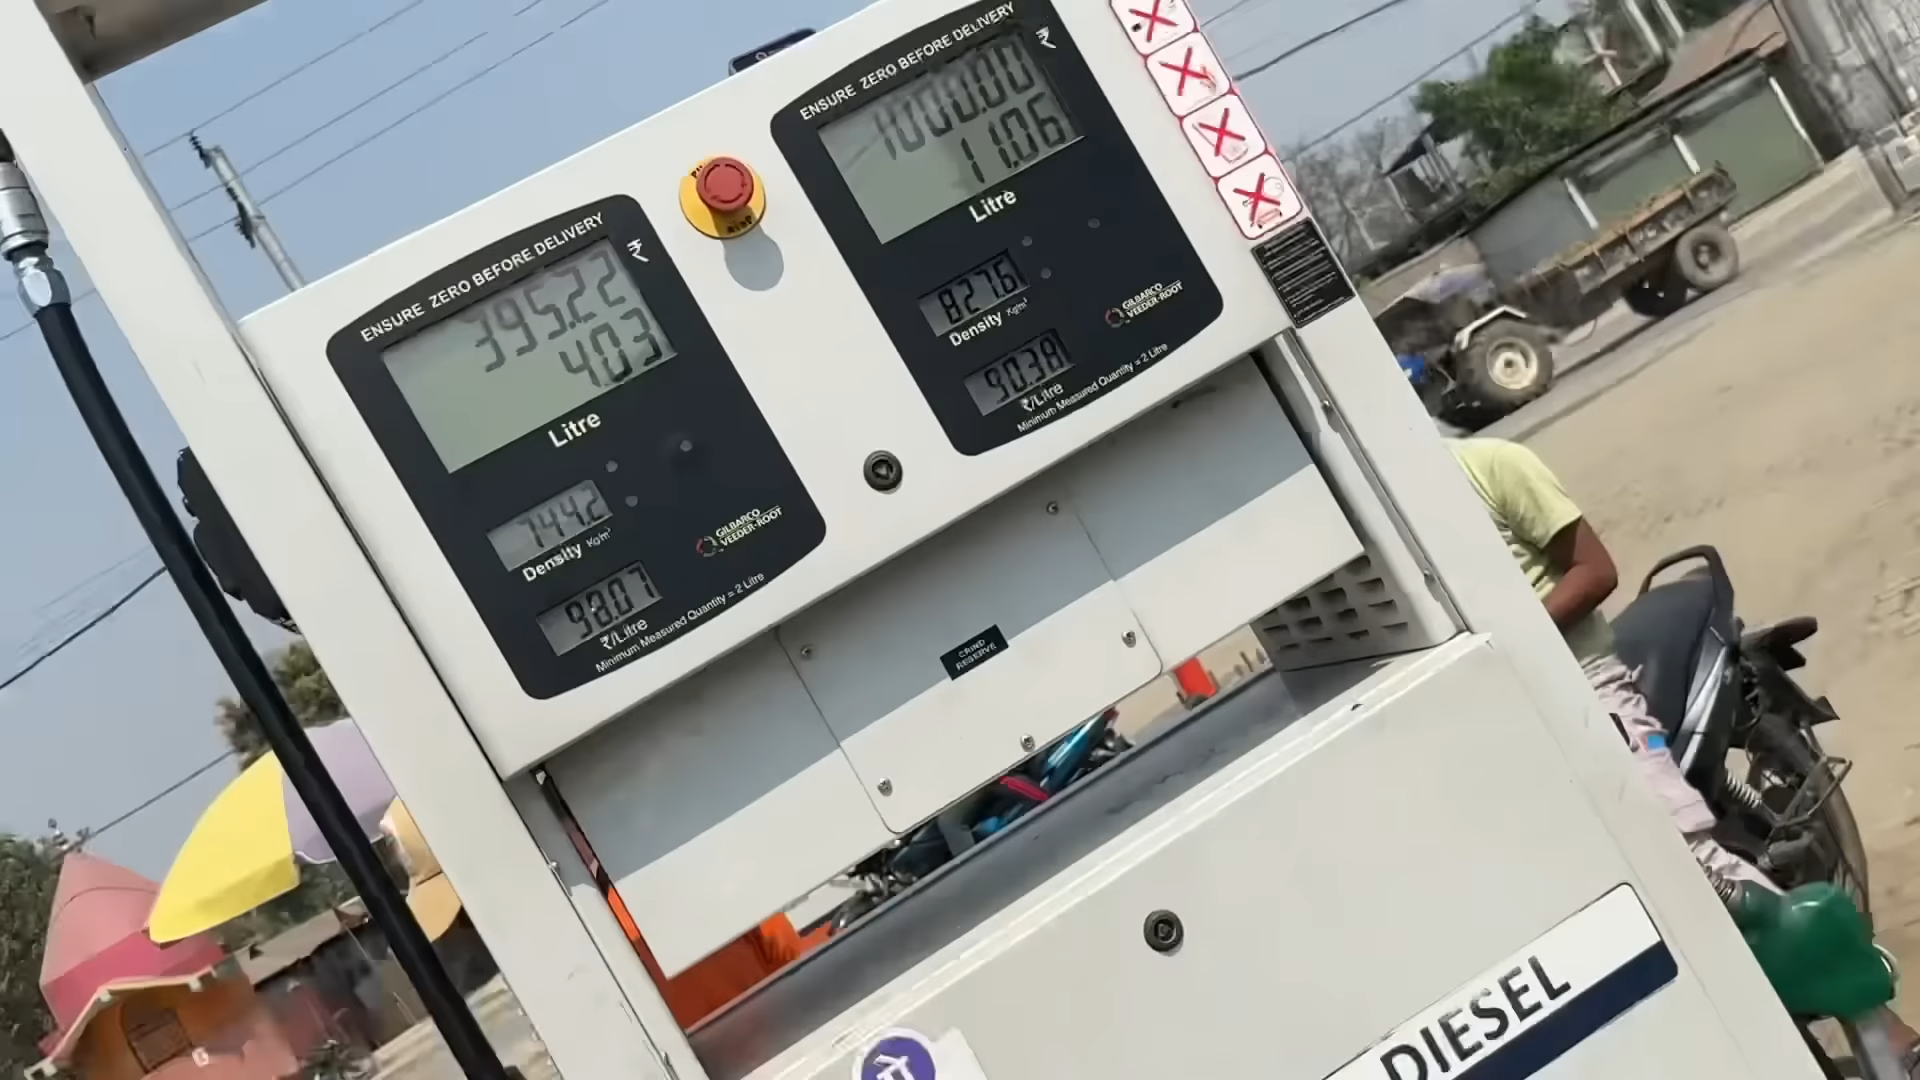 ENSURE ZERO BEFORE DELIVERY
₹
395.22
4.03
Litre
744.2
Density Kg/m³
98.07
₹/Litre
GILBARCO
VEEDER-ROOT
Minimum Measured Quantity = 2 Litre
ENSURE ZERO BEFORE DELIVERY
₹
1000.00
11.06
Litre
827.6
Density Kg/m³
90.38
₹/Litre
GILBARCO
VEEDER-ROOT
Minimum Measured Quantity = 2 Litre
CRIND
RESERVE
DIESEL
पे